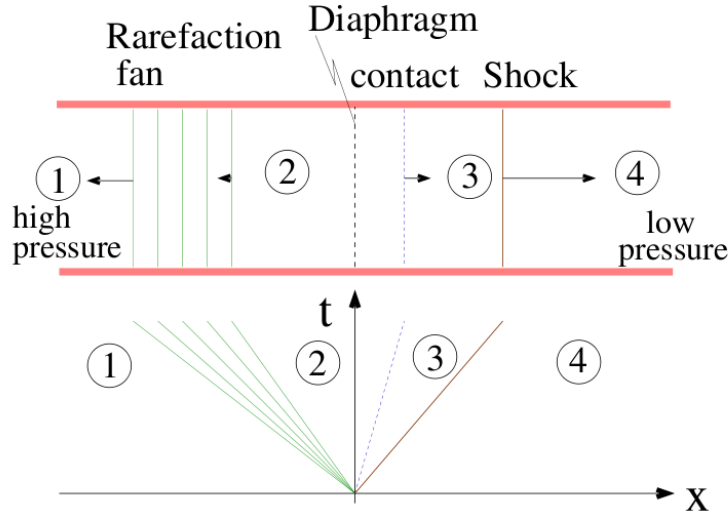 Diaphragm
Rarefaction
fan
contact Shock
1 2 3 4
high
pressure
low
pressure
t
1 2 3 4
x